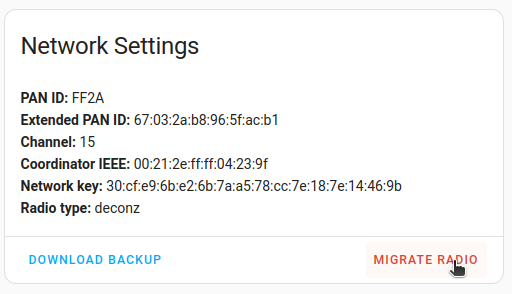 Network Settings
PAN ID: FF2A
Extended PAN ID: 67:03:2a:b8:96:5f:ac:b1
Channel: 15
Coordinator IEEE: 00:21:2e:ff:ff:04:23:9f
Network key: 30:cf:e9:6b:e2:6b:7a:a5:78:cc:7e:18:7e:14:46:9b
Radio type: deconz
DOWNLOAD BACKUP
MIGRATE RADIO